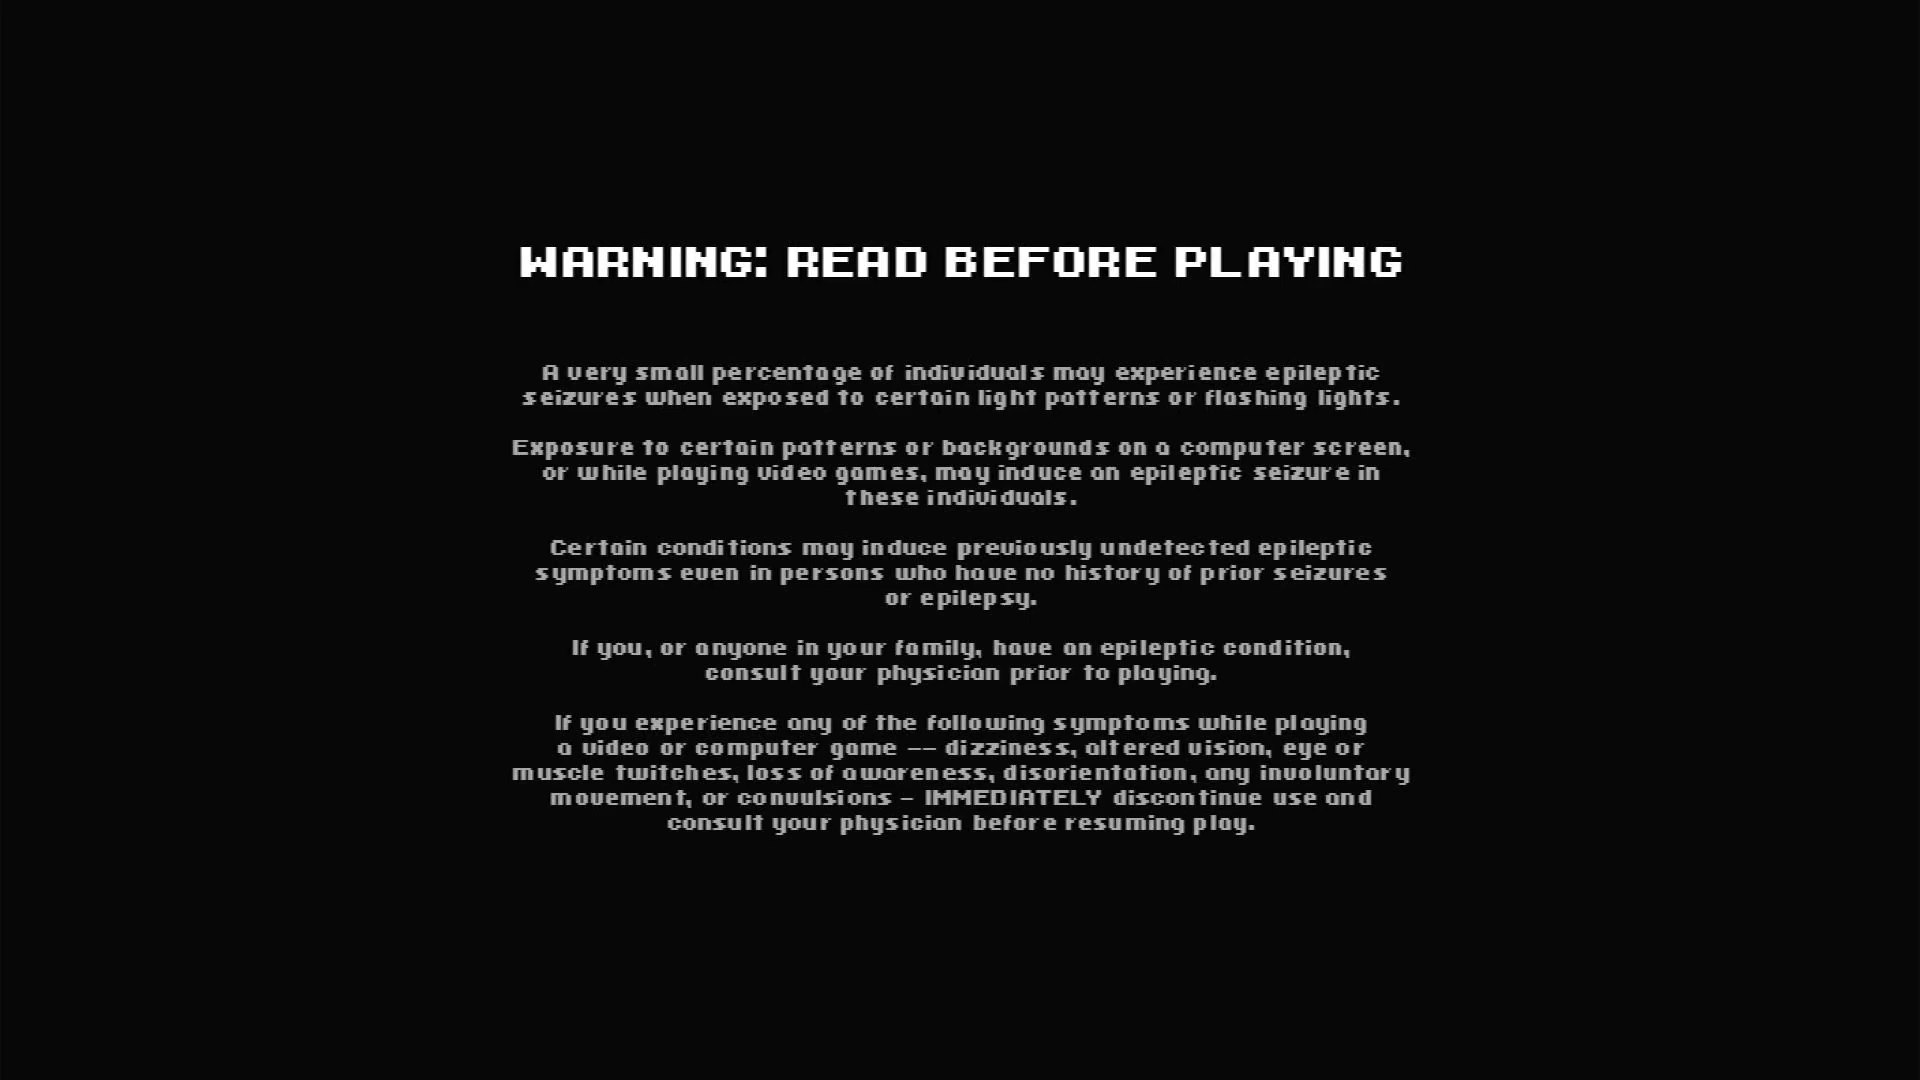 WARNING: READ BEFORE PLAYING
A very small percentage of individuals may experience epileptic
seizures when exposed to certain light patterns or flashing lights.
Exposure to certain patterns or backgrounds on a computer screen,
or while playing video games, may induce an epileptic seizure in
these individuals.
Certain conditions may induce previously undetected epileptic
symptoms even in persons who have no history of prior seizures
or epilepsy.
If you, or anyone in your family, have an epileptic condition,
consult your physician prior to playing.
If you experience any of the following symptoms while playing
a video or computer game -- dizziness, altered vision, eye or
muscle twitches, loss of awareness, disorientation, any involuntary
movement, or convulsions - IMMEDIATELY discontinue use and
consult your physician before resuming play.